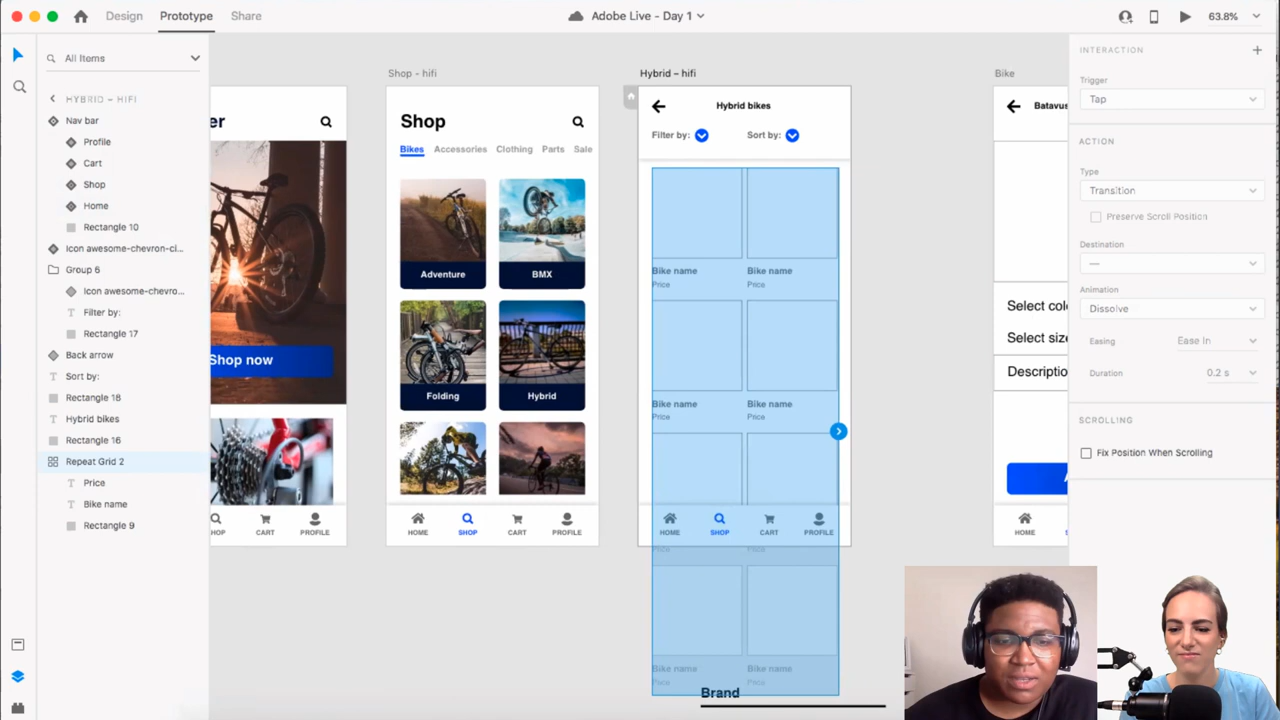 Design
Prototype
Share
Adobe Live - Day 1
63.8%
All Items
HYBRID – HIFI
Nav bar
Profile
Cart
Shop
Home
Rectangle 10
Icon awesome-chevron-ci...
Group 6
Icon awesome-chevro...
Filter by:
Rectangle 17
Back arrow
Sort by:
Rectangle 18
Hybrid bikes
Rectangle 16
Repeat Grid 2
Price
Bike name
Rectangle 9
er
Shop now
HOP
CART
PROFILE
Shop - hifi
Shop
Bikes Accessories Clothing Parts Sale
Adventure
BMX
Folding
Hybrid
HOME
SHOP
CART
PROFILE
Hybrid – hifi
Hybrid bikes
Filter by:
Sort by:
Bike name
Price
Bike name
Price
Bike name
Price
Bike name
Price
HOME
SHOP
CART
PROFILE
Price
Price
Bike name
Price
Bike name
Price
Brand
Bike
Batavus
Select colo
Select size
Descriptio
HOME
INTERACTION
Trigger
Tap
ACTION
Type
Transition
Preserve Scroll Position
Destination
—
Animation
Dissolve
Easing
Ease In
Duration
0.2 s
SCROLLING
Fix Position When Scrolling